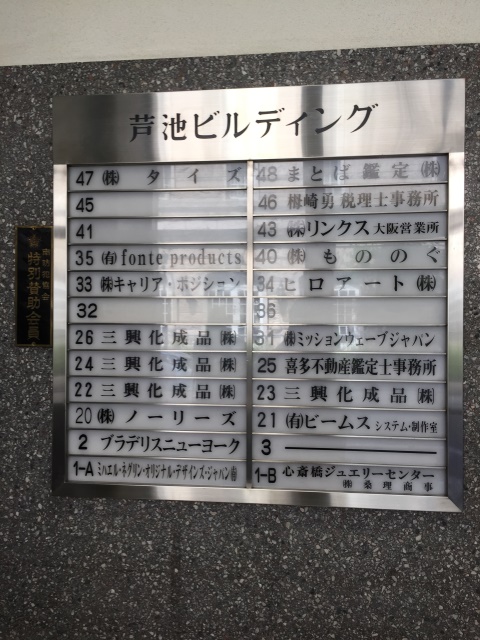 芦池ビルディング
47 ㈱ タイズ
48 まとば鑑定㈱
45
46 栂崎勇税理士事務所
41
43 ㈱リンクス 大阪営業所
35 ㈲ fonte products
40 ㈱ もののぐ
33 ㈱キャリア・ポジション
34 ヒロアート㈱
32
36
26 三興化成品㈱
31 ㈱ミッションウェーブジャパン
24 三興化成品㈱
25 喜多不動産鑑定士事務所
22 三興化成品㈱
23 三興化成品㈱
20 ㈱ ノーリーズ
21 ㈲ビームス システム・制作室
2 ブラデリスニューヨーク
3
1-A ミハエル・ネグリン・オリジナル・デザインズ・ジャパン㈱
1-B 心斎橋ジュエリーセンター
㈱桑理商事
特別賛助会員